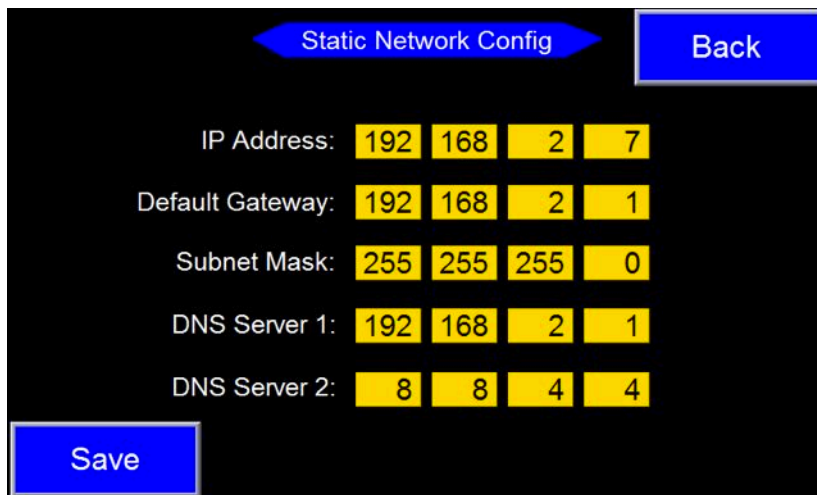 Static Network Config
Back
IP Address: 192 168 2 7
Default Gateway: 192 168 2 1
Subnet Mask: 255 255 255 0
DNS Server 1: 192 168 2 1
DNS Server 2: 8 8 4 4
Save